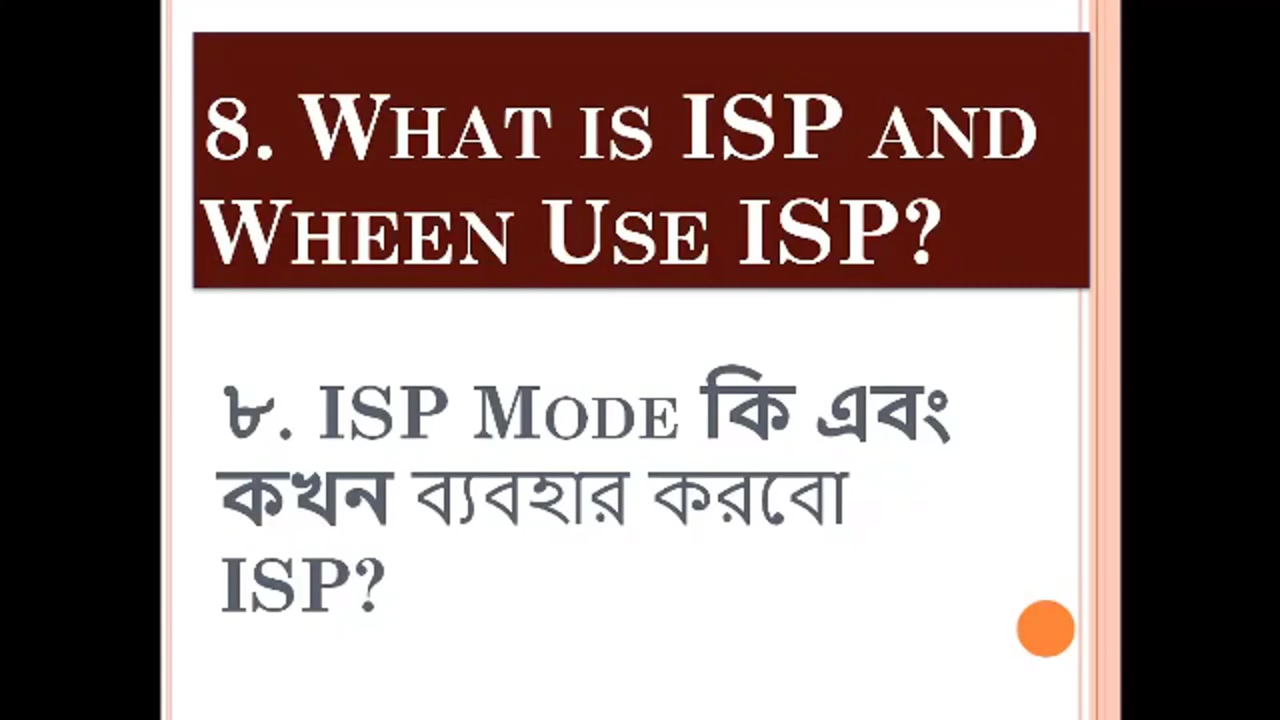 8. What is ISP and
Wheen Use ISP?
৮. ISP Mode কি এবং
কখন ব্যবহার করবো
ISP?